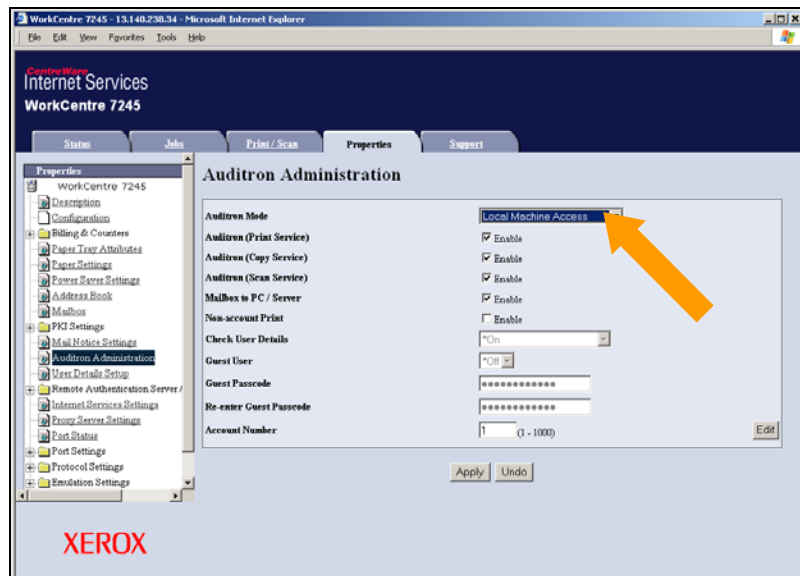 WorkCentre 7245 - 13.140.238.34 - Microsoft Internet Explorer
File Edit View Favorites Tools Help
CentreWare
Internet Services
WorkCentre 7245
Status Jobs Print / Scan Properties Support
Properties
WorkCentre 7245
Description
Configuration
Billing & Counters
Paper Tray Attributes
Paper Settings
Power Saver Settings
Address Book
Mailbox
PKI Settings
Mail Notice Settings
Auditron Administration
User Details Setup
Remote Authentication Server /
Internet Services Settings
Proxy Server Settings
Port Status
Port Settings
Protocol Settings
Emulation Settings
Auditron Administration
Auditron Mode Local Machine Access
Auditron (Print Service) Enable
Auditron (Copy Service) Enable
Auditron (Scan Service) Enable
Mailbox to PC / Server Enable
Non-account Print Enable
Check User Details *On
Guest User *Off
Guest Passcode ●●●●●●●●●●●●
Re-enter Guest Passcode ●●●●●●●●●●●●
Account Number 1 (1 - 1000) Edit
Apply Undo
XEROX